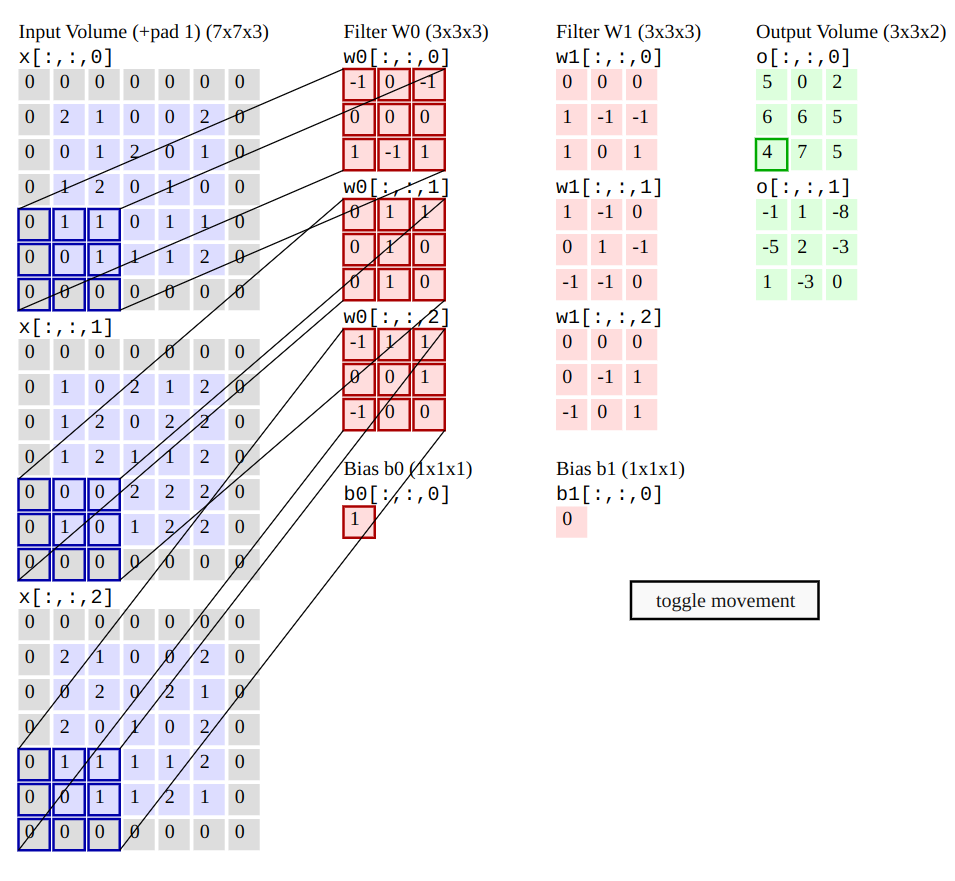 Input Volume (+pad 1) (7x7x3)
x[:,:,0]
0 0 0 0 0 0 0
0 2 1 0 0 2 0
0 0 1 2 0 1 0
0 1 2 0 1 0 0
0 1 1 0 1 1 0
0 0 1 1 1 2 0
0 0 0 0 0 0 0
x[:,:,1]
0 0 0 0 0 0 0
0 1 0 2 1 2 0
0 1 2 0 2 2 0
0 1 2 1 1 2 0
0 0 0 2 2 2 0
0 1 0 1 2 2 0
0 0 0 0 0 0 0
x[:,:,2]
0 0 0 0 0 0 0
0 2 1 0 0 2 0
0 0 2 0 2 1 0
0 2 0 1 0 2 0
0 1 1 1 1 2 0
0 0 1 1 2 1 0
0 0 0 0 0 0 0
Filter W0 (3x3x3)
w0[:,:,0]
-1 0 -1
0 0 0
1 -1 1
w0[:,:,1]
0 1 1
0 1 0
0 1 0
w0[:,:,2]
-1 1 1
0 0 1
-1 0 0
Bias b0 (1x1x1)
b0[:,:,0]
1
Filter W1 (3x3x3)
w1[:,:,0]
0 0 0
1 -1 -1
1 0 1
w1[:,:,1]
1 -1 0
0 1 -1
-1 -1 0
w1[:,:,2]
0 0 0
0 -1 1
-1 0 1
Bias b1 (1x1x1)
b1[:,:,0]
0
Output Volume (3x3x2)
o[:,:,0]
5 0 2
6 6 5
4 7 5
o[:,:,1]
-1 1 -8
-5 2 -3
1 -3 0
toggle movement